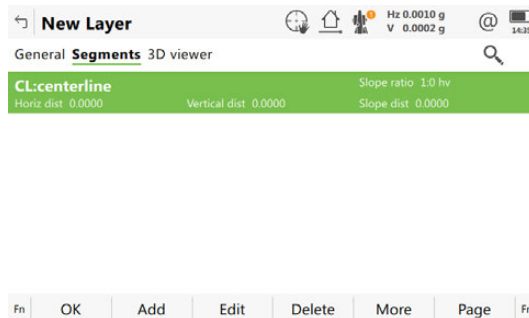 New Layer
Hz 0.0010 g
V 0.0002 g
@
General Segments 3D viewer
CL:centerline
Slope ratio 1:0 hv
Horiz dist 0.0000 Vertical dist 0.0000 Slope dist 0.0000
Fn OK Add Edit Delete More Page